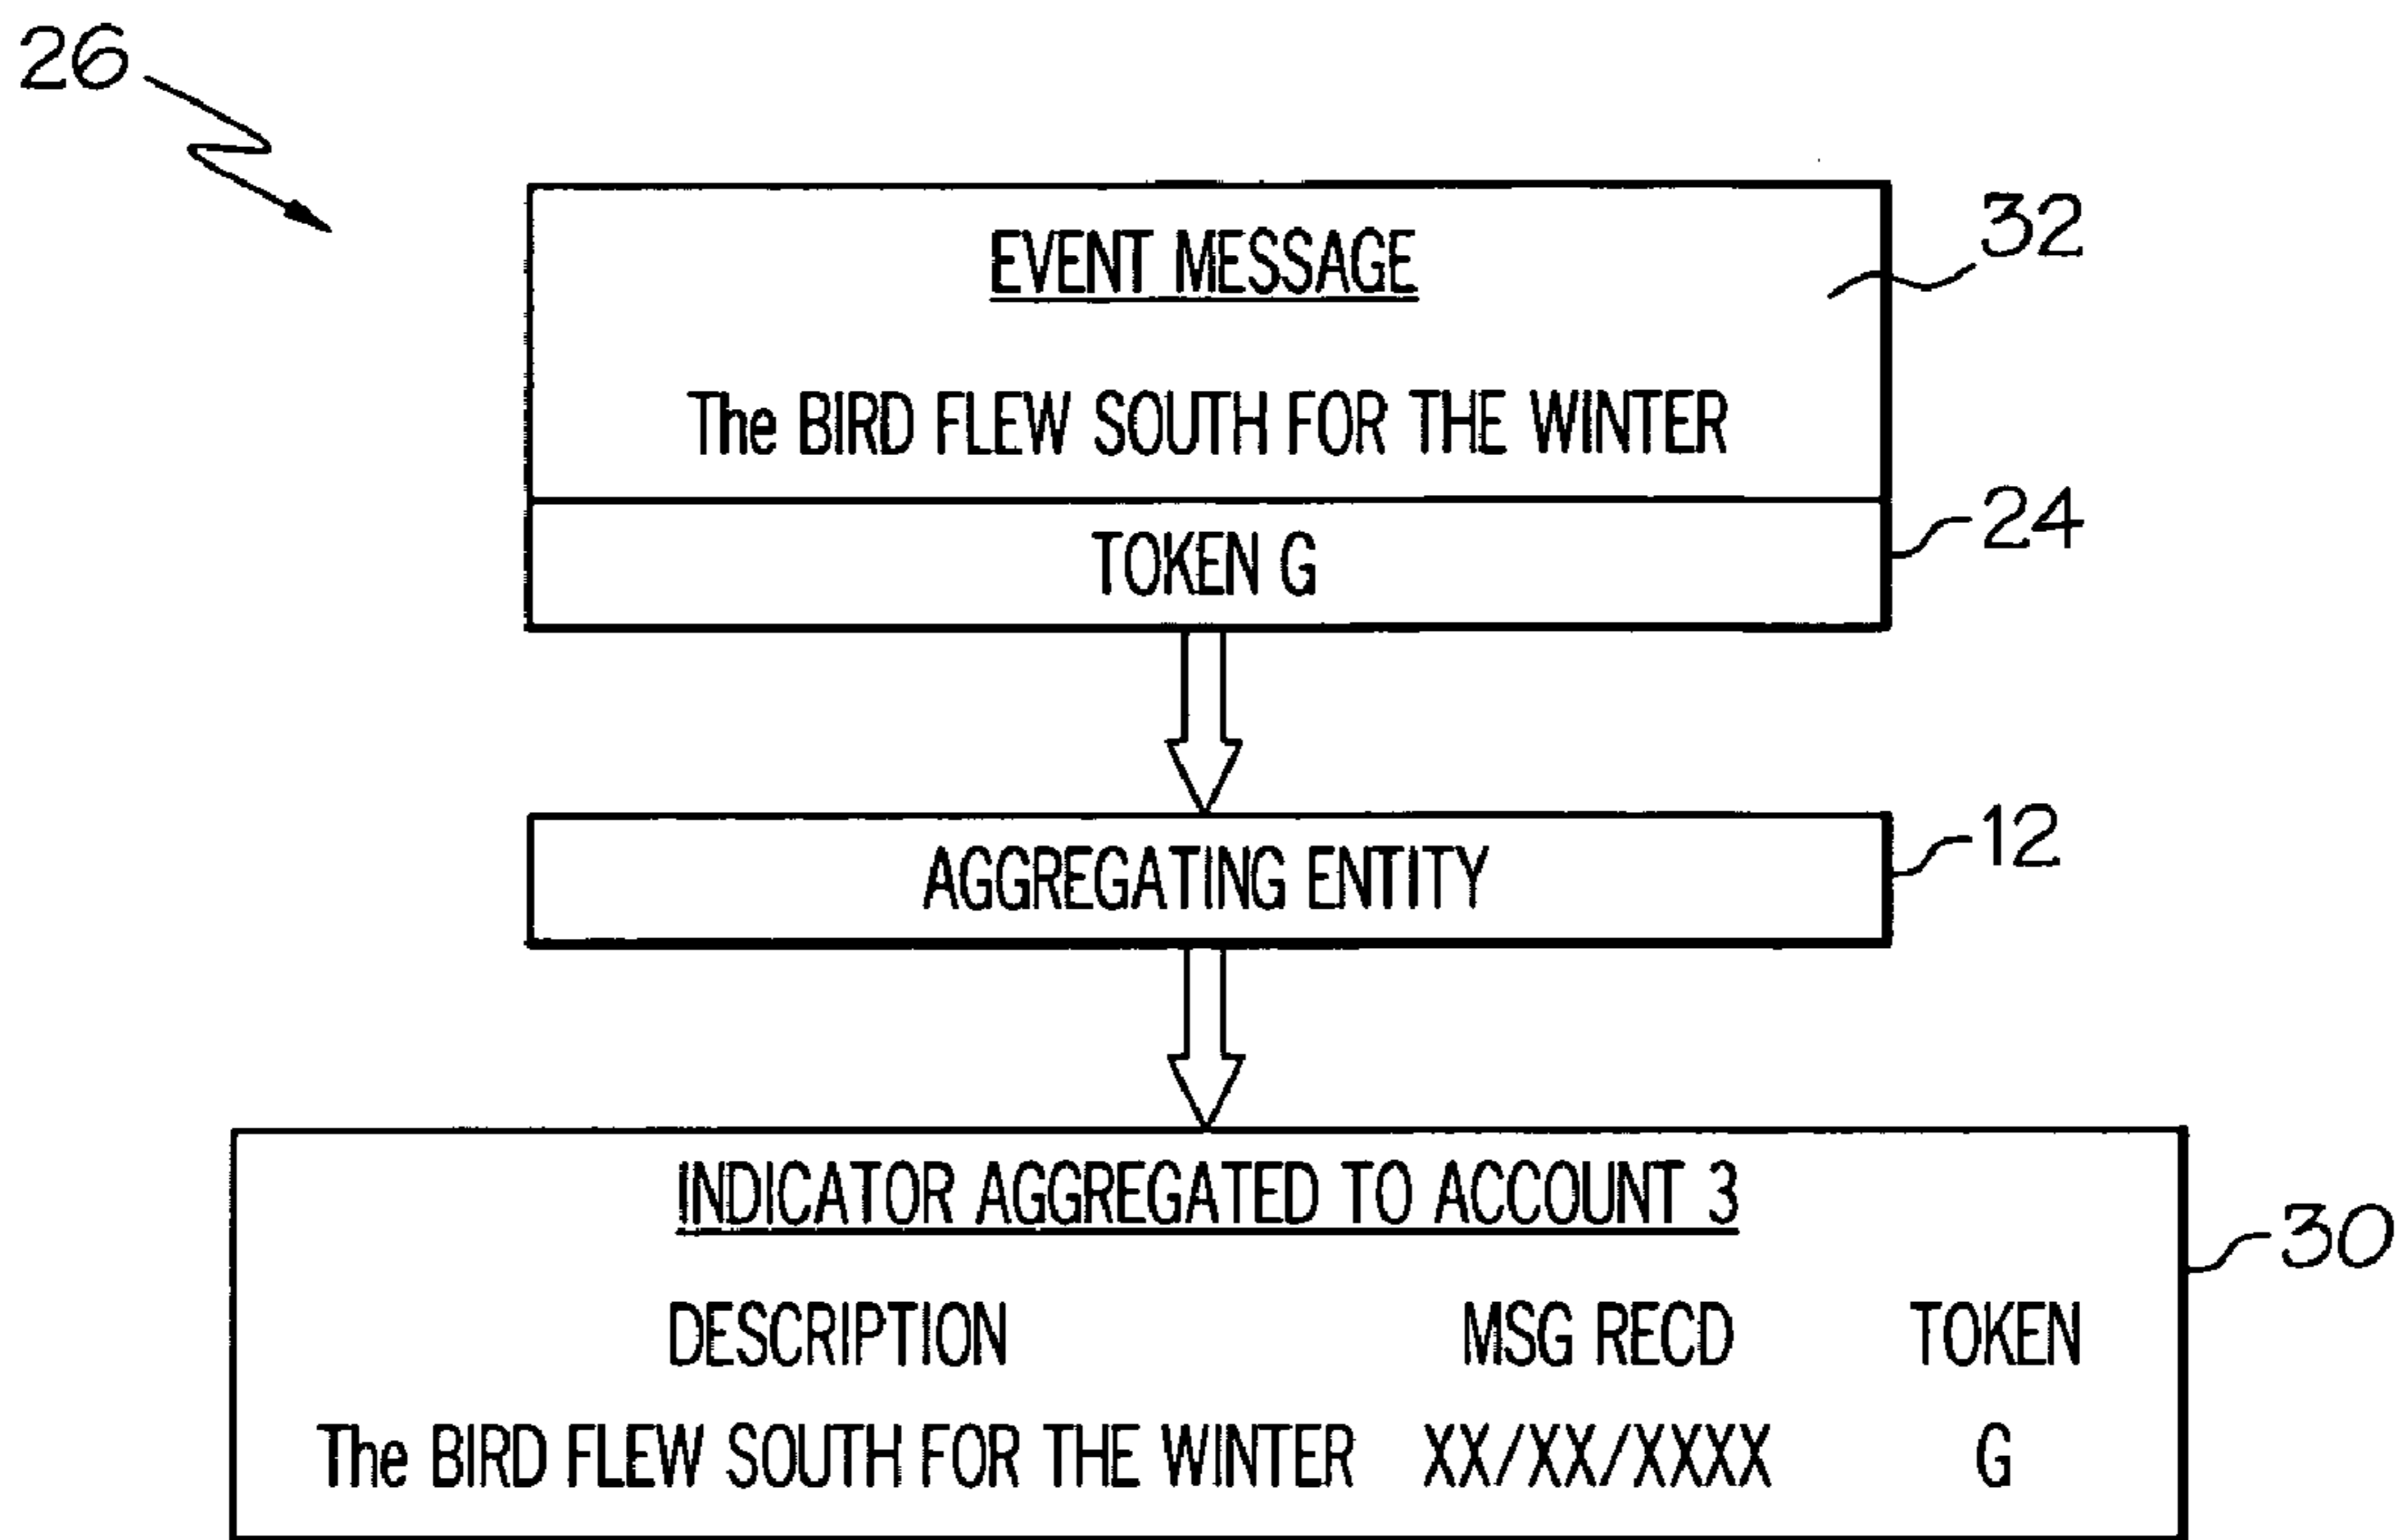 26
EVENT MESSAGE
32
The BIRD FLEW SOUTH FOR THE WINTER
TOKEN G
24
AGGREGATING ENTITY
12
INDICATOR AGGREGATED TO ACCOUNT 3
30
DESCRIPTION MSG RECD TOKEN
The BIRD FLEW SOUTH FOR THE WINTER XX/XX/XXXX G